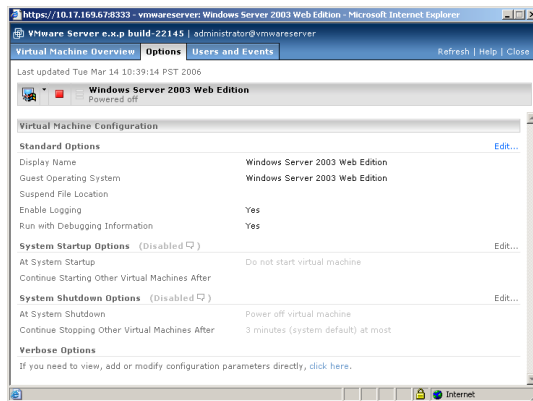 https://10.17.169.67:8333 - vmwareserver: Windows Server 2003 Web Edition - Microsoft Internet Explorer
VMware Server e.x.p build-22145 | administrator@vmwareserver
Virtual Machine Overview Options Users and Events Refresh | Help | Close
Last updated Tue Mar 14 10:39:14 PST 2006
Windows Server 2003 Web Edition
Powered off
Virtual Machine Configuration
Standard Options Edit...
Display Name Windows Server 2003 Web Edition
Guest Operating System Windows Server 2003 Web Edition
Suspend File Location
Enable Logging Yes
Run with Debugging Information Yes
System Startup Options (Disabled ) Edit...
At System Startup Do not start virtual machine
Continue Starting Other Virtual Machines After
System Shutdown Options (Disabled ) Edit...
At System Shutdown Power off virtual machine
Continue Stopping Other Virtual Machines After 3 minutes (system default) at most
Verbose Options
If you need to view, add or modify configuration parameters directly, click here.
Internet